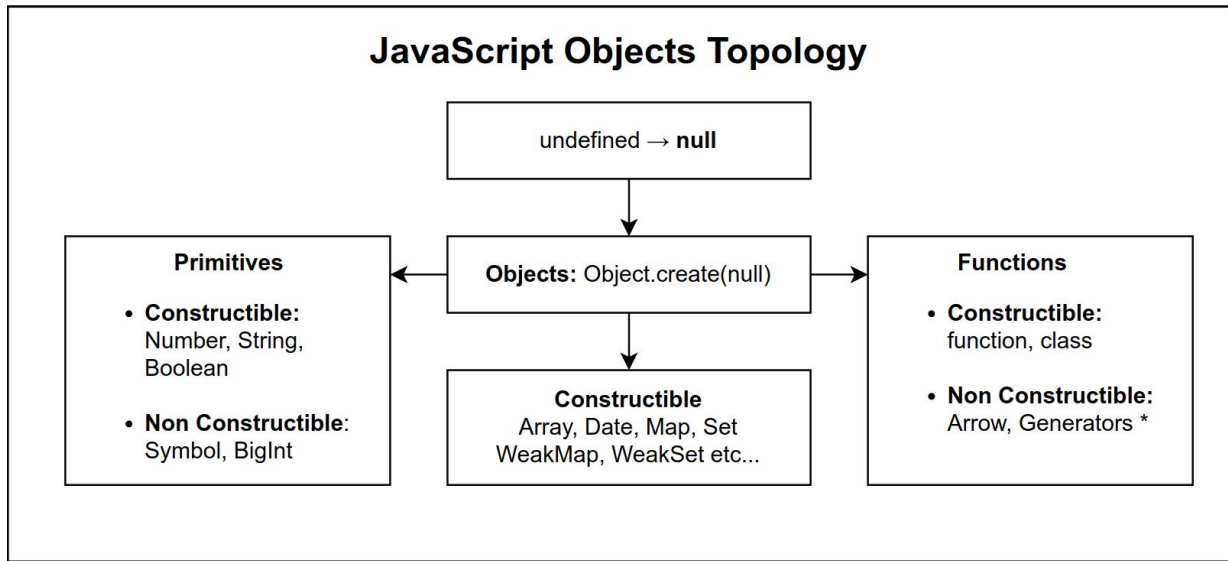 JavaScript Objects Topology
undefined → null
Primitives
• Constructible:
Number, String,
Boolean
• Non Constructible:
Symbol, BigInt
Objects: Object.create(null)
Constructible
Array, Date, Map, Set
WeakMap, WeakSet etc...
Functions
• Constructible:
function, class
• Non Constructible:
Arrow, Generators *